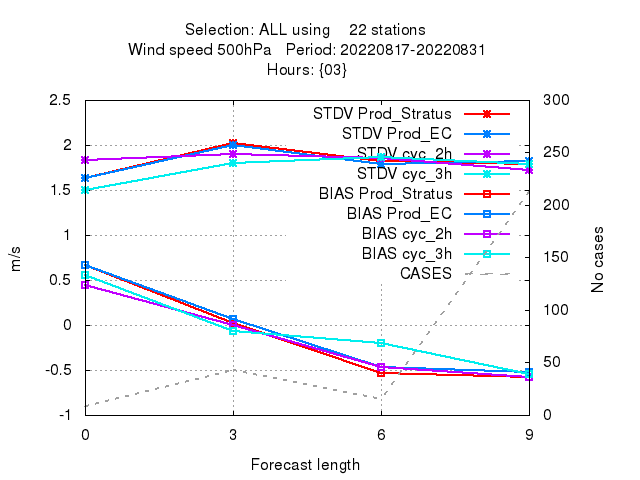 Selection: ALL using 22 stations
Wind speed 500hPa Period: 20220817-20220831
Hours: {03}
2.5
2
1.5
1
0.5
0
-0.5
-1
m/s
300
250
200
150
100
50
0
No cases
STDV Prod_Stratus
STDV Prod_EC
STDV cyc_2h
STDV cyc_3h
BIAS Prod_Stratus
BIAS Prod_EC
BIAS cyc_2h
BIAS cyc_3h
CASES
0 3 6 9
Forecast length